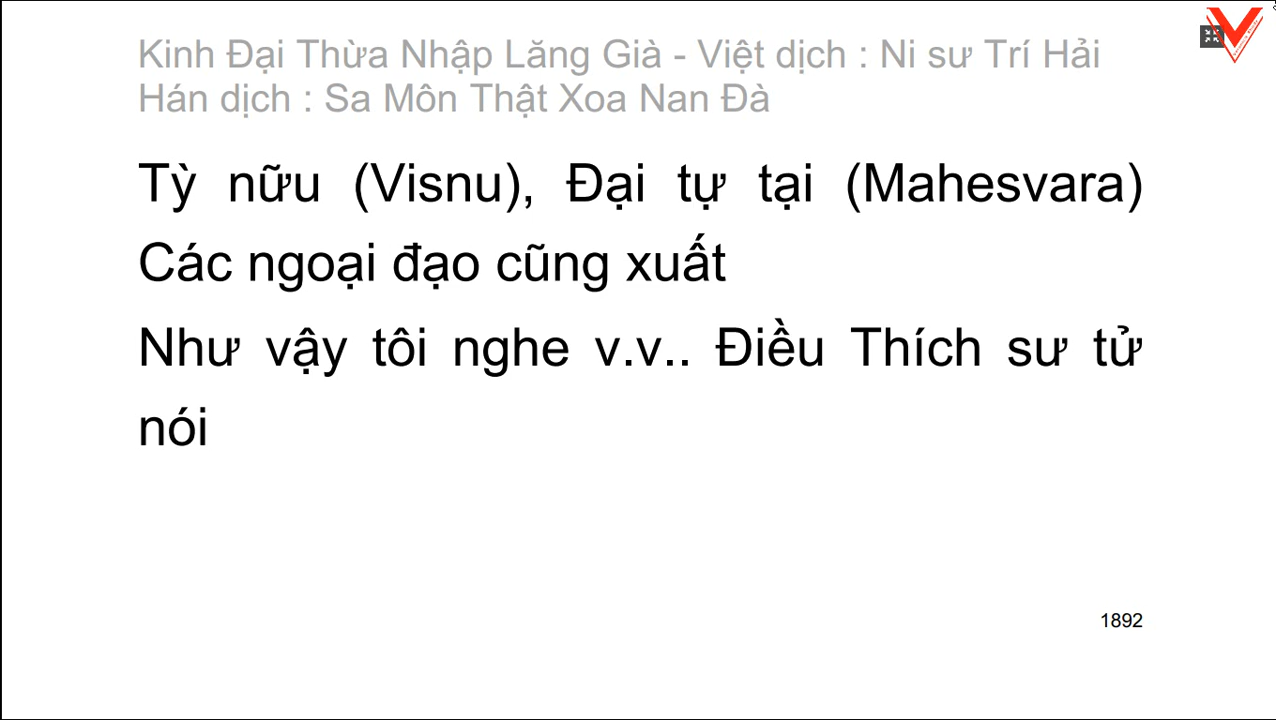 Kinh Đại Thừa Nhập Lăng Già - Việt dịch : Ni sư Trí Hải
Hán dịch : Sa Môn Thật Xoa Nan Đà
Tỳ nữu (Visnu), Đại tự tại (Mahesvara)
Các ngoại đạo cũng xuất
Như vậy tôi nghe v.v.. Điều Thích sư tử
nói
1892